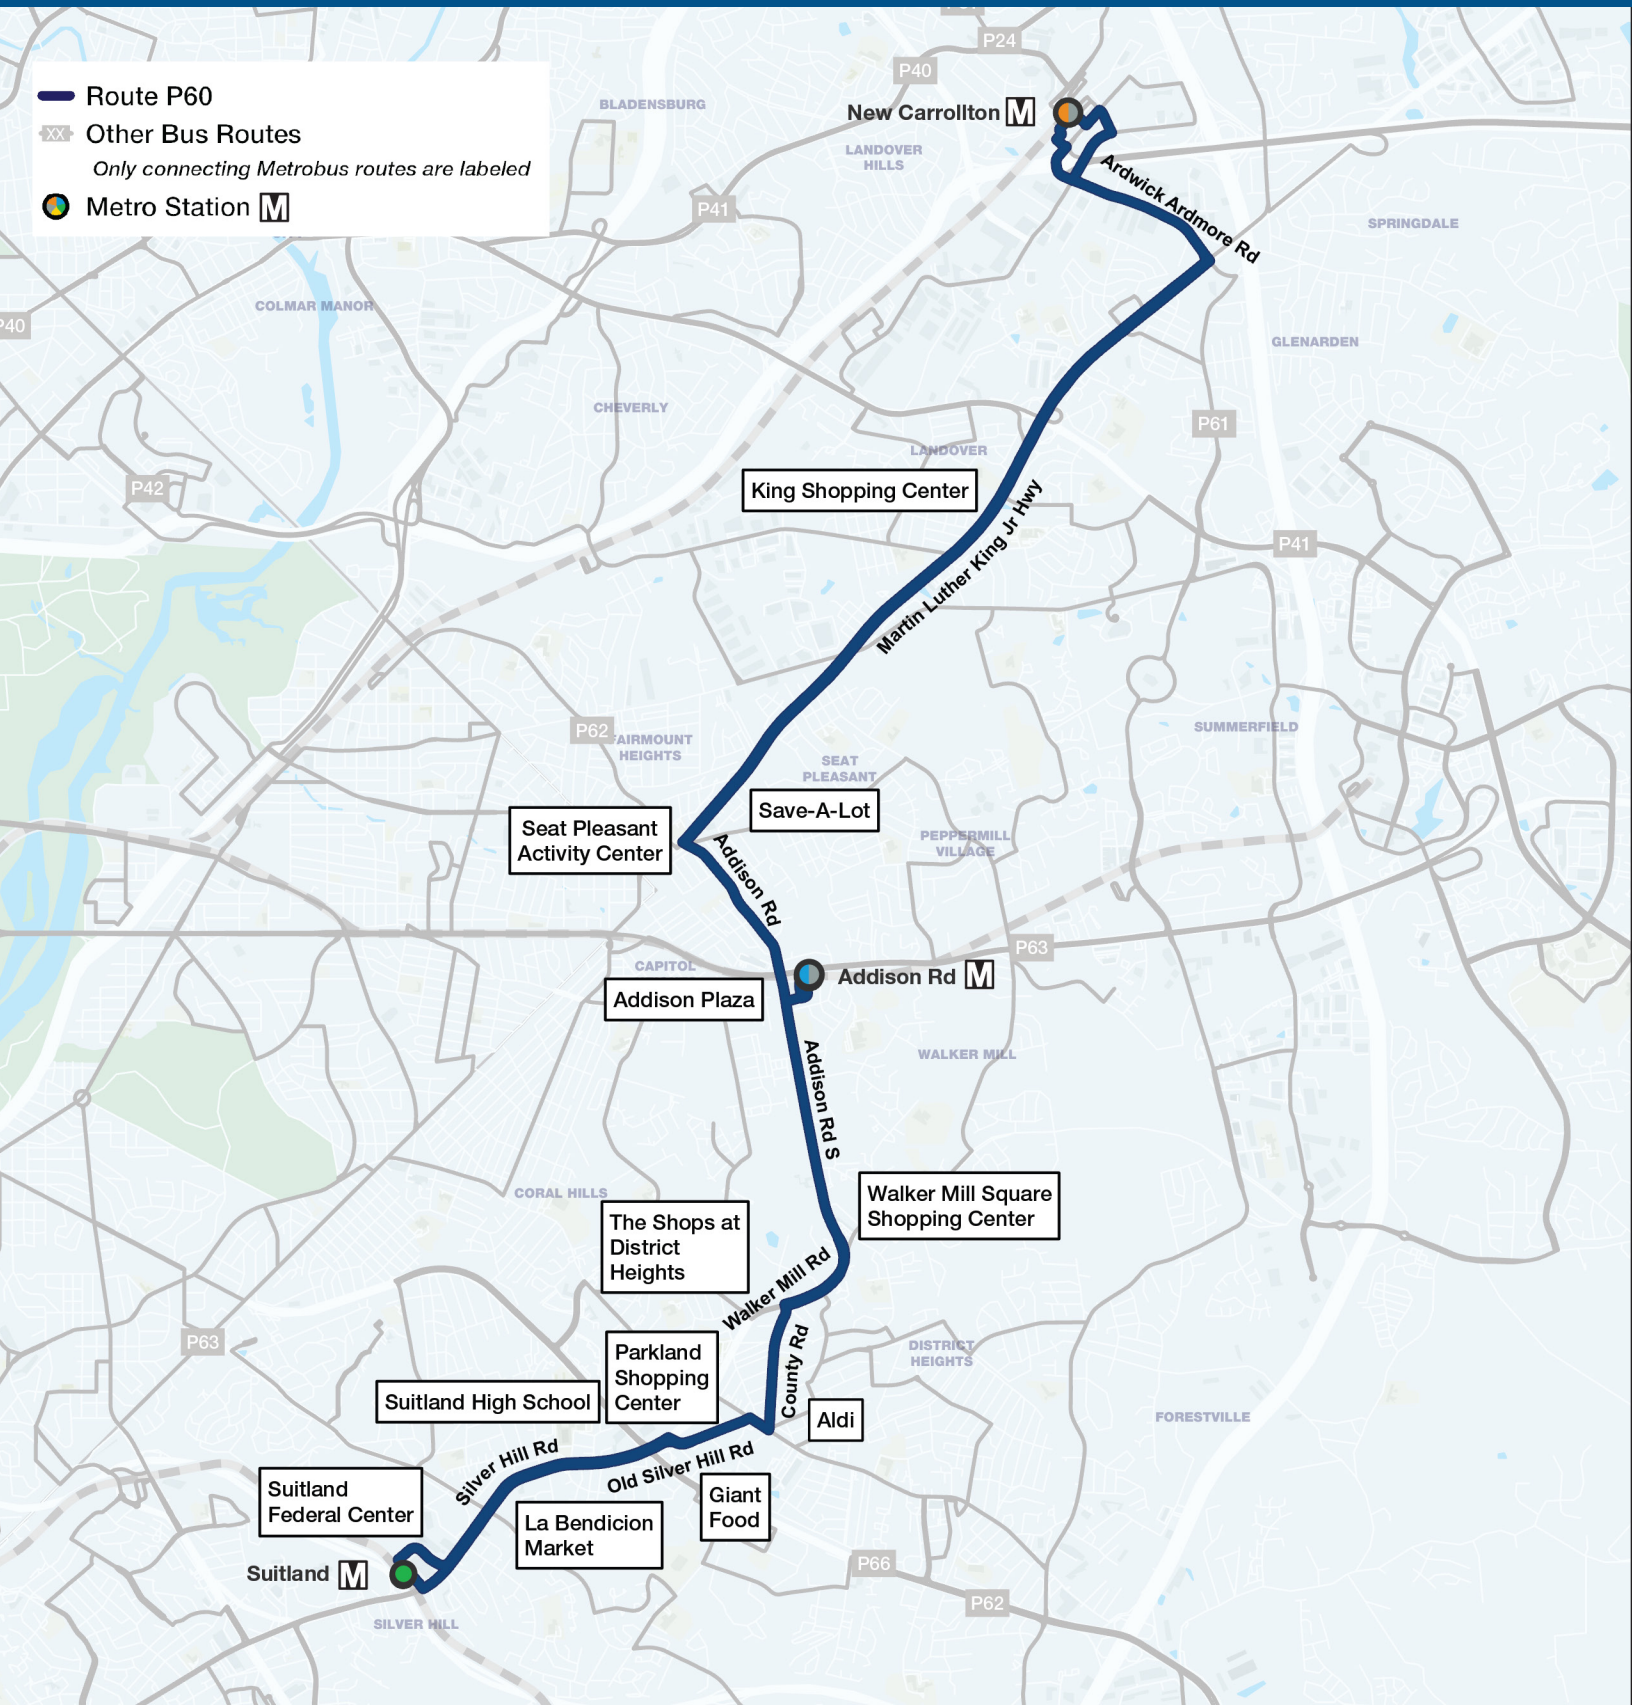 P24
P40
Route P60
XX Other Bus Routes
Only connecting Metrobus routes are labeled
Metro Station M
BLADENSBURG
New Carrollton M
LANDOVER
HILLS
Ardwick Ardmore Rd
P41
SPRINGDALE
COLMAR MANOR
P40
GLENARDEN
CHEVERLY
P61
LANDOVER
P42
King Shopping Center
Martin Luther King Jr Hwy
P41
P62
FAIRMOUNT
HEIGHTS
SUMMERFIELD
SEAT
PLEASANT
Save-A-Lot
Seat Pleasant
Activity Center
PEPPERMILL
VILLAGE
Addison Rd
P63
CAPITOL
Addison Rd M
Addison Plaza
WALKER MILL
Addison Rd S
CORAL HILLS
Walker Mill Square
Shopping Center
The Shops at
District
Heights
Walker Mill Rd
P63
Parkland
Shopping
Center
County Rd
DISTRICT
HEIGHTS
Suitland High School
Aldi
FORESTVILLE
Silver Hill Rd
Old Silver Hill Rd
Suitland
Federal Center
Giant
Food
La Bendicion
Market
Suitland M
P66
P62
SILVER HILL